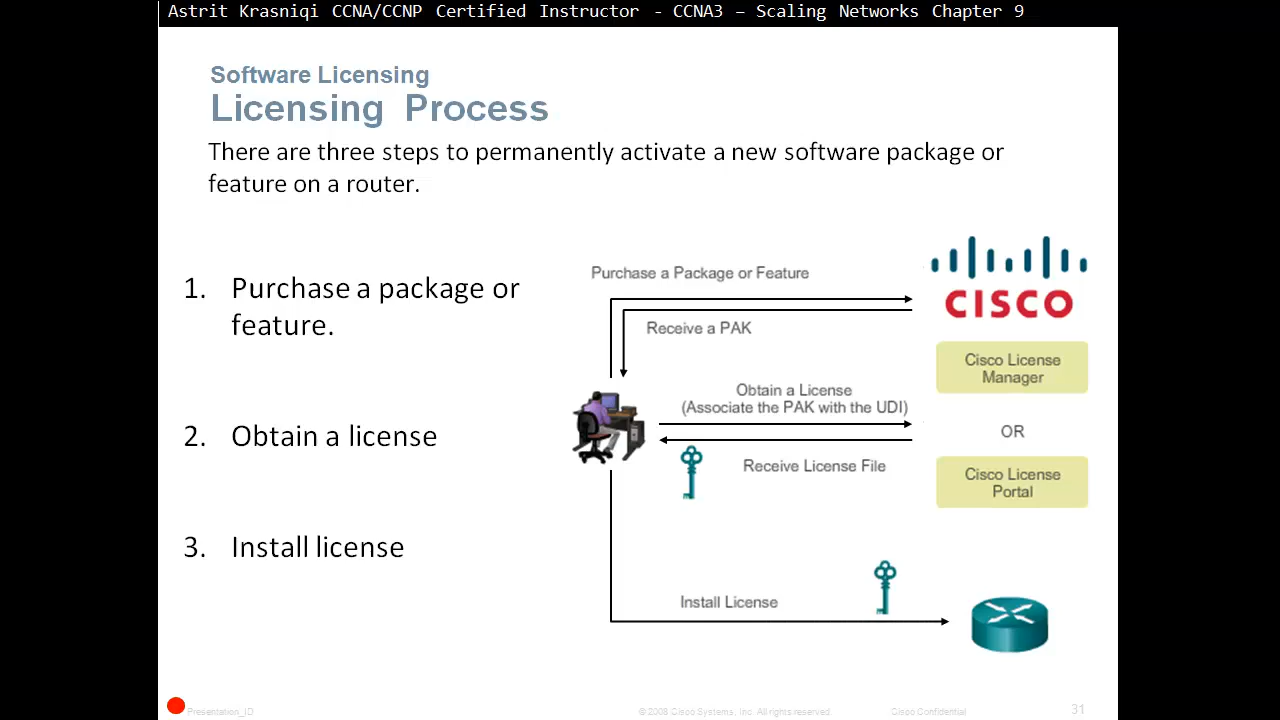 Astrit Krasniqi CCNA/CCNP Certified Instructor - CCNA3 – Scaling Networks Chapter 9
Software Licensing
Licensing Process
There are three steps to permanently activate a new software package or
feature on a router.
1. Purchase a package or
feature.
2. Obtain a license
3. Install license
Purchase a Package or Feature
Receive a PAK
CISCO
Cisco License
Manager
Obtain a License
(Associate the PAK with the UDI)
OR
Receive License File
Cisco License
Portal
Install License
Presentation_ID
© 2008 Cisco Systems, Inc. All rights reserved.
Cisco Confidential
31